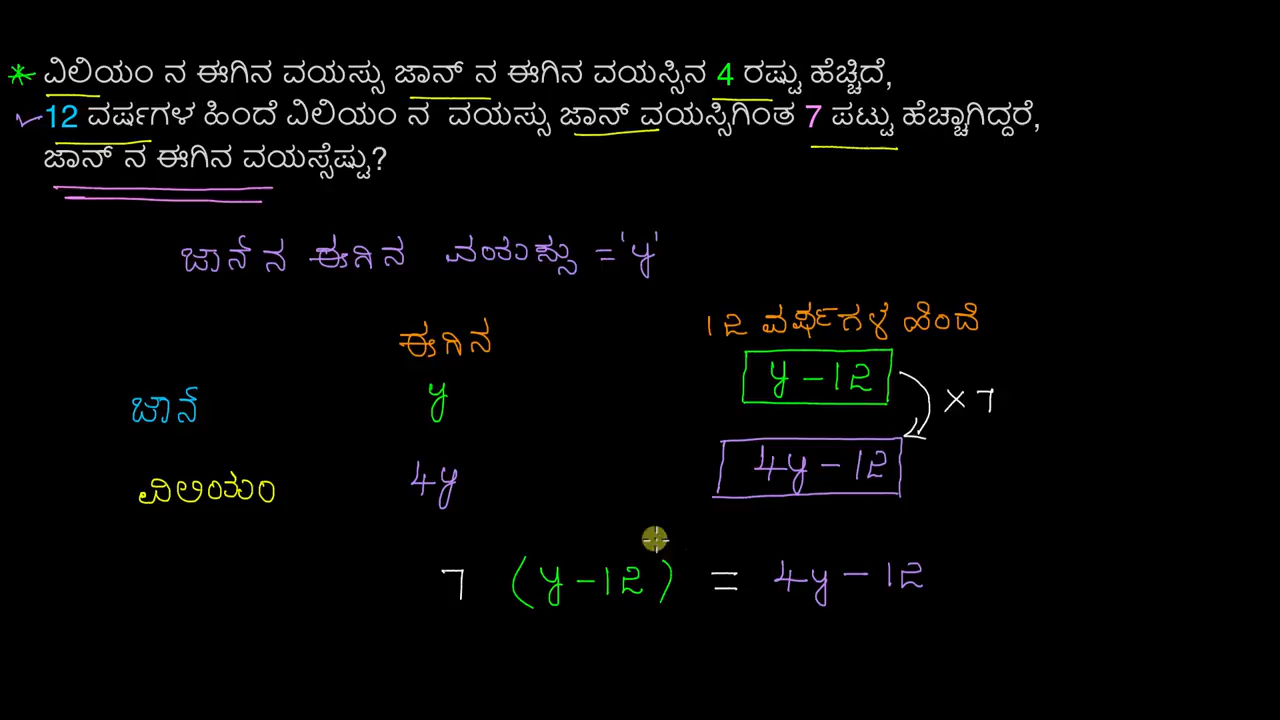 * ವಿಲಿಯಂ ನ ಈಗಿನ ವಯಸ್ಸು ಜಾನ್ ನ ಈಗಿನ ವಯಸ್ಸಿನ 4 ರಷ್ಟು ಹೆಚ್ಚಿದೆ,
✓ 12 ವರ್ಷಗಳ ಹಿಂದೆ ವಿಲಿಯಂ ನ ವಯಸ್ಸು ಜಾನ್ ವಯಸ್ಸಿಗಿಂತ 7 ಪಟ್ಟು ಹೆಚ್ಚಾಗಿದ್ದರೆ,
ಜಾನ್ ನ ಈಗಿನ ವಯಸ್ಸೆಷ್ಟು?
ಜಾನ್ ನ ಈಗಿನ ವಯಸ್ಸು = 'y'
ಈಗಿನ 12 ವರ್ಷಗಳ ಹಿಂದೆ
ಜಾನ್ y y - 12 × 7
ವಿಲಿಯಂ 4y 4y - 12
7 (y - 12) = 4y - 12